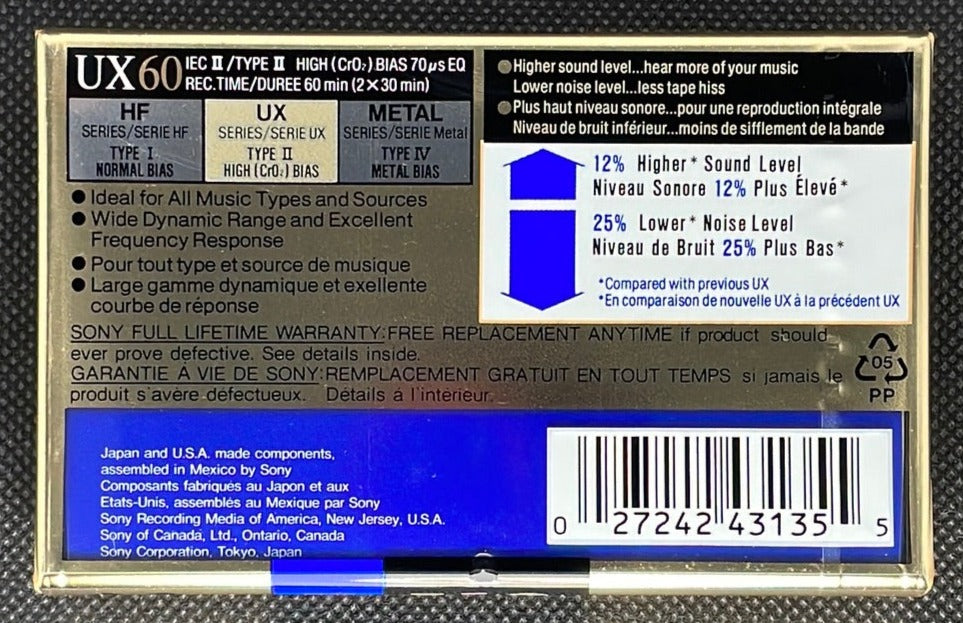 UX60 IEC II/TYPE II HIGH (CrO₂) BIAS 70µs EQ
REC.TIME/DUREE 60 min (2×30 min)
HF
SERIES/SERIE HF
TYPE I
NORMAL BIAS
UX
SERIES/SERIE UX
TYPE II
HIGH (CrO₂) BIAS
METAL
SERIES/SERIE Metal
TYPE IV
METAL BIAS
● Ideal for All Music Types and Sources
● Wide Dynamic Range and Excellent
Frequency Response
● Pour tout type et source de musique
● Large gamme dynamique et exellente
courbe de réponse
● Higher sound level...hear more of your music
Lower noise level...less tape hiss
● Plus haut niveau sonore...pour une reproduction intégrale
Niveau de bruit inférieur...moins de sifflement de la bande
12% Higher* Sound Level
Niveau Sonore 12% Plus Élevé*
25% Lower* Noise Level
Niveau de Bruit 25% Plus Bas*
*Compared with previous UX
*En comparaison de nouvelle UX à la précédent UX
SONY FULL LIFETIME WARRANTY:FREE REPLACEMENT ANYTIME if product should
ever prove defective. See details inside.
GARANTIE À VIE DE SONY:REMPLACEMENT GRATUIT EN TOUT TEMPS si jamais le
produit s'avère défectueux. Détails á l'intérieur.
05
PP
Japan and U.S.A. made components,
assembled in Mexico by Sony
Composants fabriqués au Japon et aux
Etats-Unis, assemblés au Mexique par Sony
Sony Recording Media of America, New Jersey, U.S.A.
Sony of Canada, Ltd., Ontario, Canada
Sony Corporation, Tokyo, Japan
0 27242 43135 5